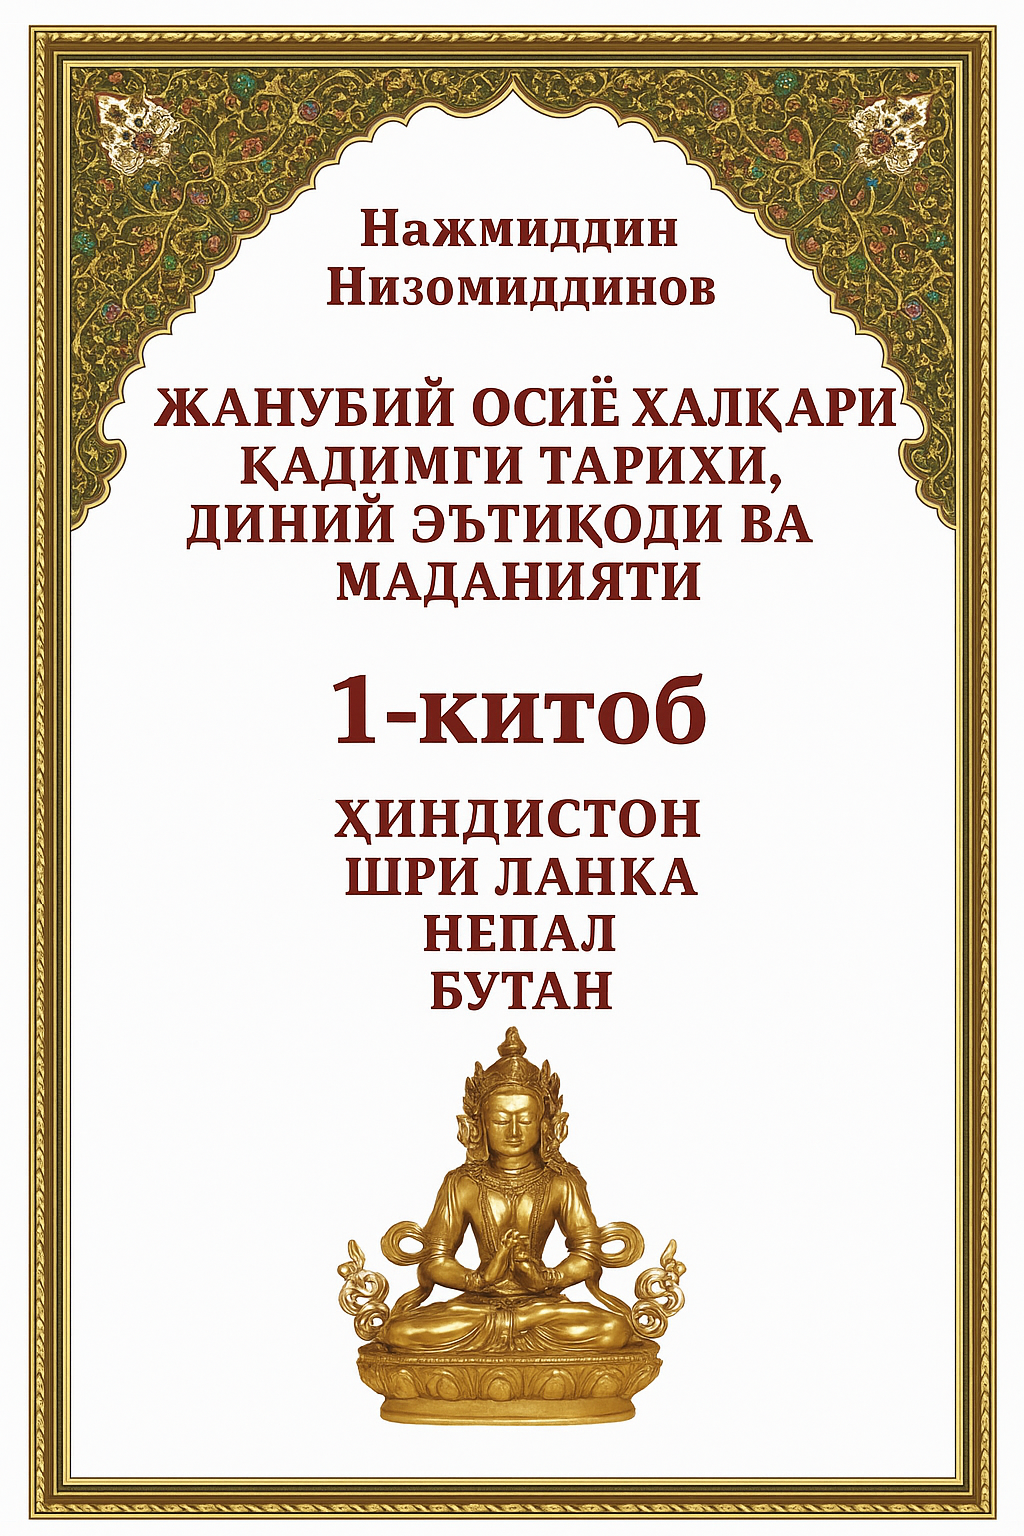 Нажмиддин
Низомиддинов
ЖАНУБИЙ ОСИЁ ХАЛҚАРИ
ҚАДИМГИ ТАРИХИ,
ДИНИЙ ЭЪТИҚОДИ ВА
МАДАНИЯТИ
1-китоб
ҲИНДИСТОН
ШРИ ЛАНКА
НЕПАЛ
БУТАН